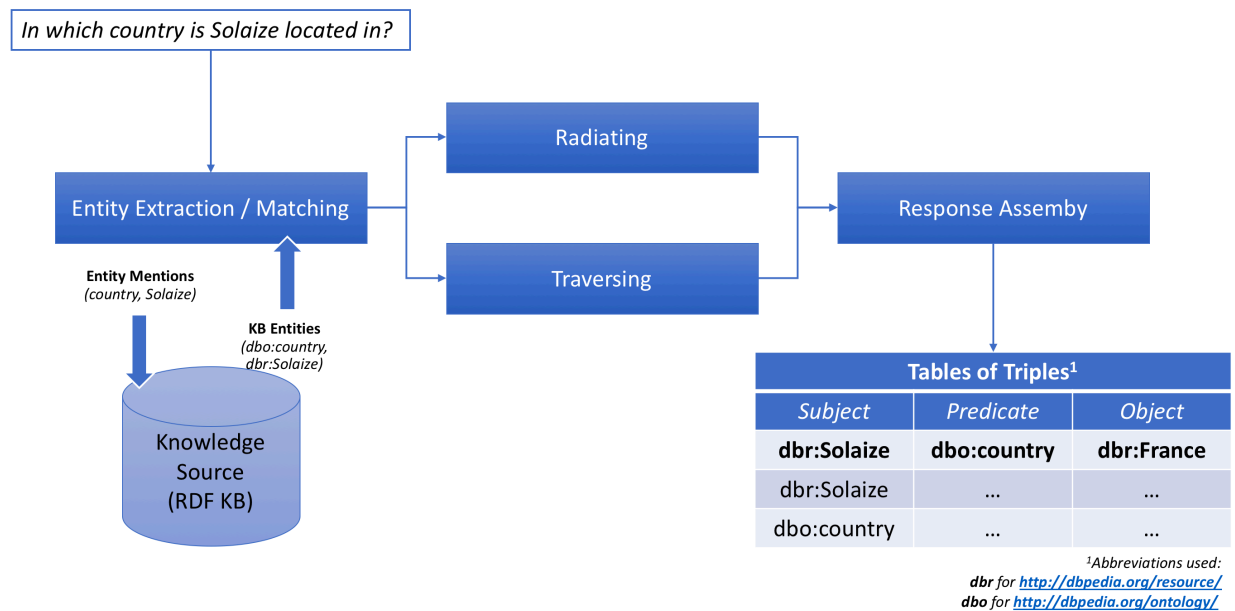 In which country is Solaize located in?
Radiating
Entity Extraction / Matching
Response Assemby
Traversing
Entity Mentions
(country, Solaize)
KB Entities
(dbo:country,
dbr:Solaize)
Knowledge
Source
(RDF KB)
Tables of Triples¹
Subject Predicate Object
dbr:Solaize dbo:country dbr:France
dbr:Solaize ... ...
dbo:country ... ...
¹Abbreviations used:
dbr for http://dbpedia.org/resource/
dbo for http://dbpedia.org/ontology/